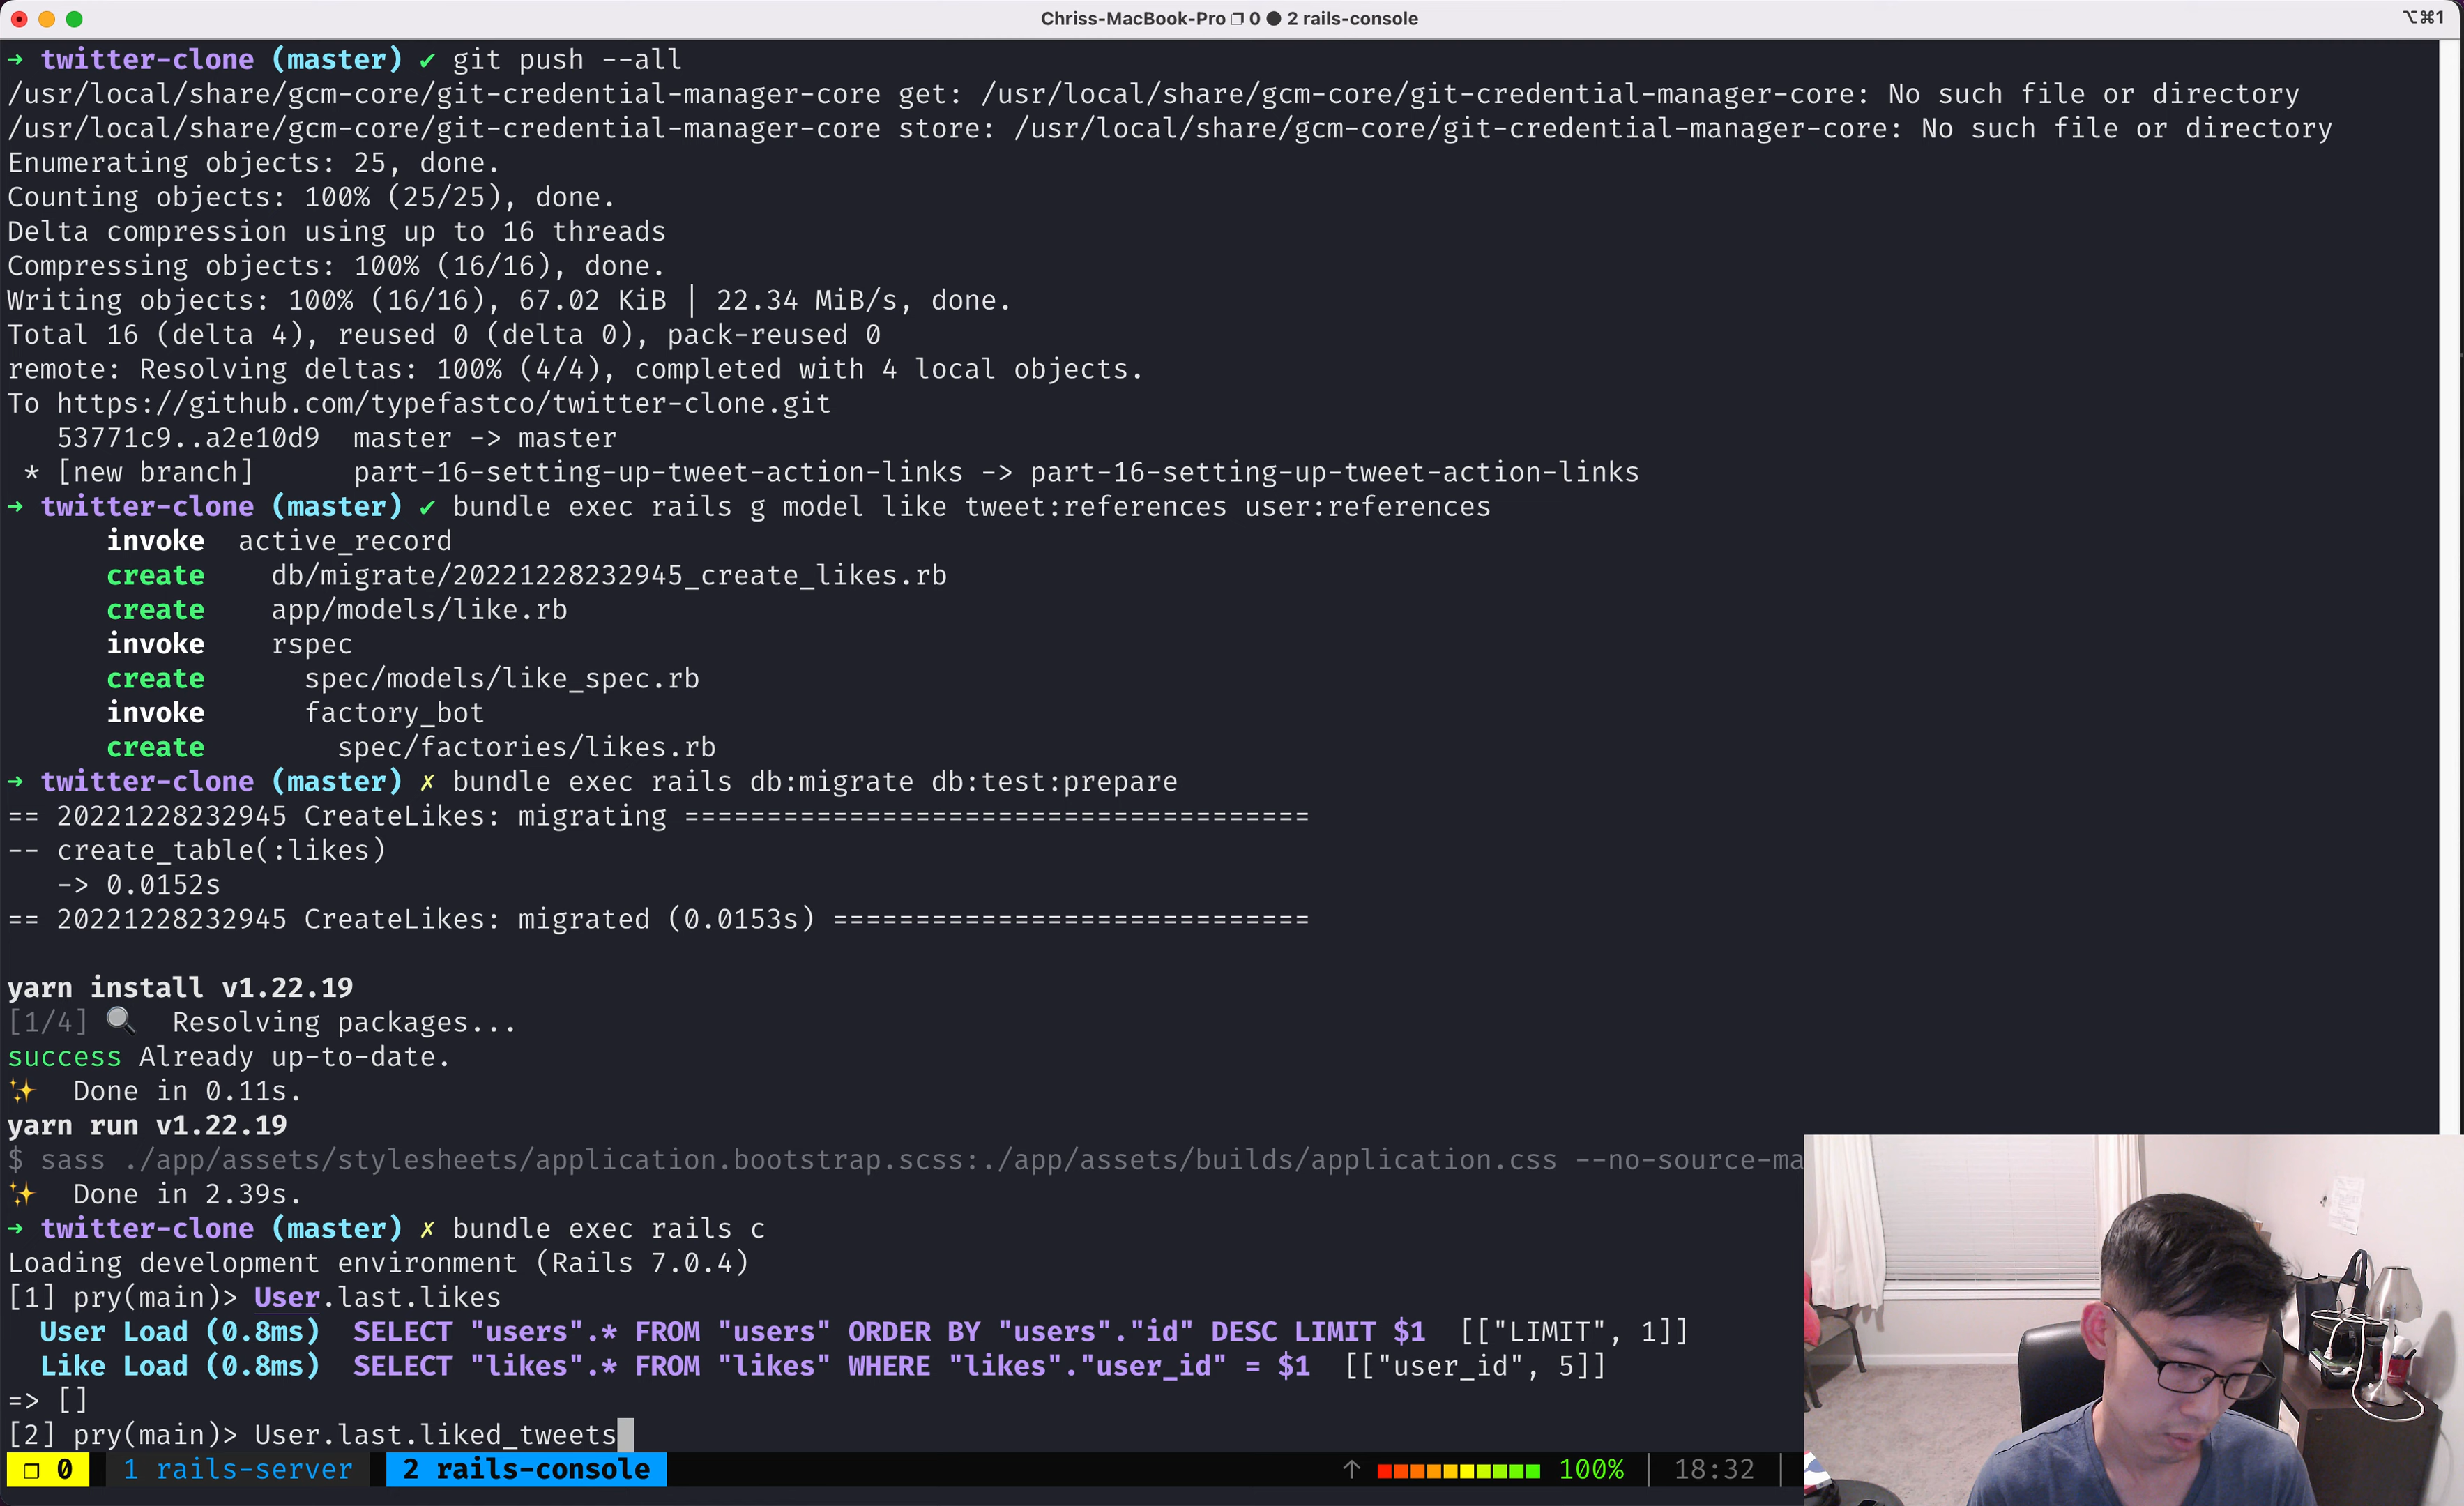 Chriss-MacBook-Pro ❐ 0 ● 2 rails-console
⌥⌘1
→ twitter-clone (master) ✔ git push --all
/usr/local/share/gcm-core/git-credential-manager-core get: /usr/local/share/gcm-core/git-credential-manager-core: No such file or directory
/usr/local/share/gcm-core/git-credential-manager-core store: /usr/local/share/gcm-core/git-credential-manager-core: No such file or directory
Enumerating objects: 25, done.
Counting objects: 100% (25/25), done.
Delta compression using up to 16 threads
Compressing objects: 100% (16/16), done.
Writing objects: 100% (16/16), 67.02 KiB | 22.34 MiB/s, done.
Total 16 (delta 4), reused 0 (delta 0), pack-reused 0
remote: Resolving deltas: 100% (4/4), completed with 4 local objects.
To https://github.com/typefastco/twitter-clone.git
   53771c9..a2e10d9  master -> master
 * [new branch]      part-16-setting-up-tweet-action-links -> part-16-setting-up-tweet-action-links
→ twitter-clone (master) ✔ bundle exec rails g model like tweet:references user:references
      invoke  active_record
      create    db/migrate/20221228232945_create_likes.rb
      create    app/models/like.rb
      invoke    rspec
      create      spec/models/like_spec.rb
      invoke      factory_bot
      create        spec/factories/likes.rb
→ twitter-clone (master) ✗ bundle exec rails db:migrate db:test:prepare
== 20221228232945 CreateLikes: migrating ======================================
-- create_table(:likes)
   -> 0.0152s
== 20221228232945 CreateLikes: migrated (0.0153s) =============================
yarn install v1.22.19
[1/4] 🔍  Resolving packages...
success Already up-to-date.
✨  Done in 0.11s.
yarn run v1.22.19
$ sass ./app/assets/stylesheets/application.bootstrap.scss:./app/assets/builds/application.css --no-source-ma
✨  Done in 2.39s.
→ twitter-clone (master) ✗ bundle exec rails c
Loading development environment (Rails 7.0.4)
[1] pry(main)> User.last.likes
  User Load (0.8ms)  SELECT "users".* FROM "users" ORDER BY "users"."id" DESC LIMIT $1  [["LIMIT", 1]]
  Like Load (0.8ms)  SELECT "likes".* FROM "likes" WHERE "likes"."user_id" = $1  [["user_id", 5]]
=> []
[2] pry(main)> User.last.liked_tweets
❐ 0  1 rails-server  2 rails-console  ↑ 100% | 18:32 |